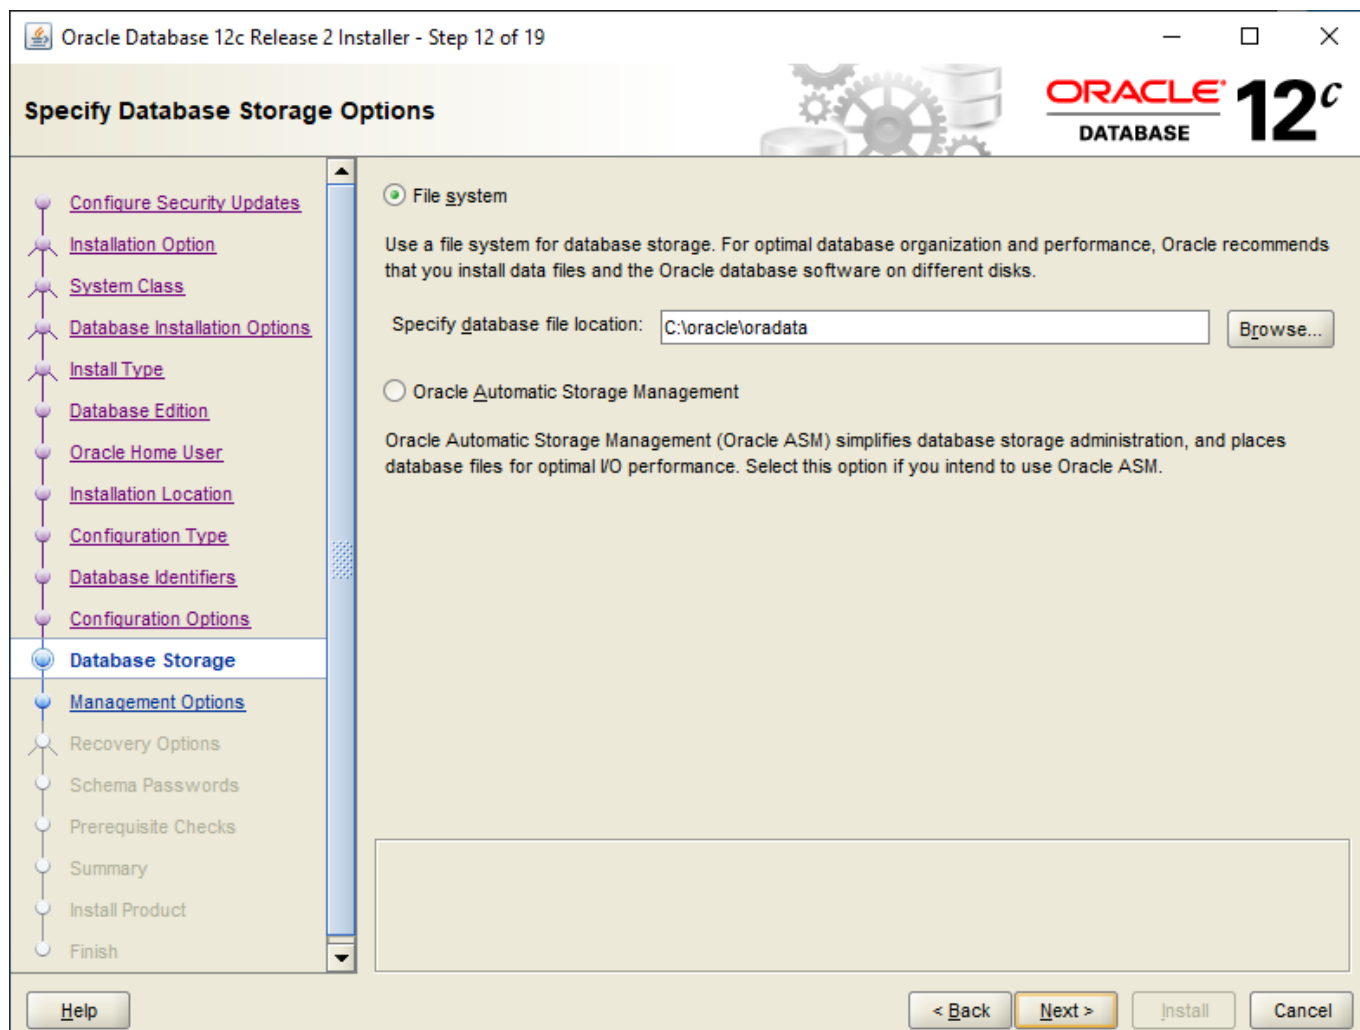 Oracle Database 12c Release 2 Installer - Step 12 of 19
Specify Database Storage Options
ORACLE
DATABASE
12c
Configure Security Updates
Installation Option
System Class
Database Installation Options
Install Type
Database Edition
Oracle Home User
Installation Location
Configuration Type
Database Identifiers
Configuration Options
Database Storage
Management Options
Recovery Options
Schema Passwords
Prerequisite Checks
Summary
Install Product
Finish
File system
Use a file system for database storage. For optimal database organization and performance, Oracle recommends
that you install data files and the Oracle database software on different disks.
Specify database file location: C:\oracle\oradata Browse...
Oracle Automatic Storage Management
Oracle Automatic Storage Management (Oracle ASM) simplifies database storage administration, and places
database files for optimal I/O performance. Select this option if you intend to use Oracle ASM.
Help < Back Next > Install Cancel